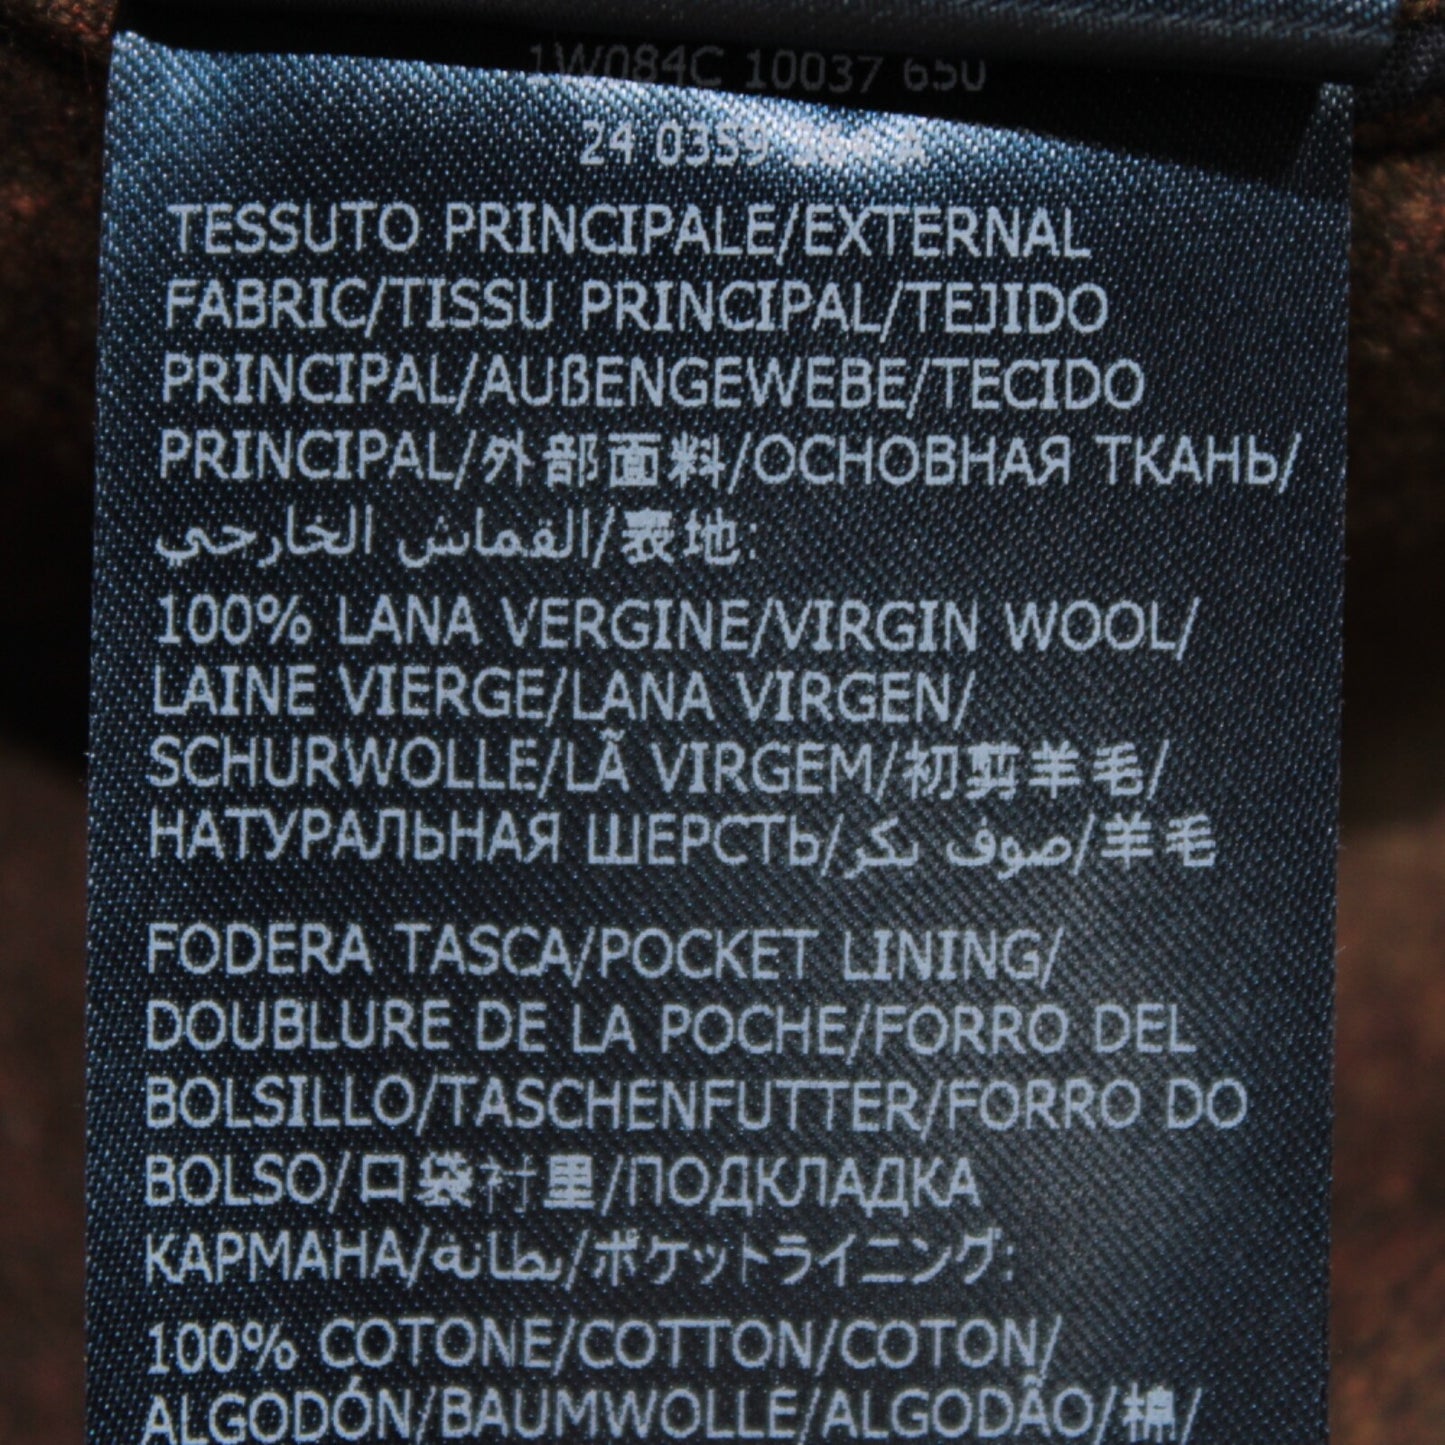 1W084C 10037 650
24 0359 A
TESSUTO PRINCIPALE/EXTERNAL
FABRIC/TISSU PRINCIPAL/TEJIDO
PRINCIPAL/AUßENGEWEBE/TECIDO
PRINCIPAL/外部面料/ОСНОВНАЯ ТКАНЬ/
القماش الخارجي/表地:
100% LANA VERGINE/VIRGIN WOOL/
LAINE VIERGE/LANA VIRGEN/
SCHURWOLLE/LÃ VIRGEM/初剪羊毛/
НАТУРАЛЬНАЯ ШЕРСТЬ/صوف بكر/羊毛
FODERA TASCA/POCKET LINING/
DOUBLURE DE LA POCHE/FORRO DEL
BOLSILLO/TASCHENFUTTER/FORRO DO
BOLSO/口袋衬里/ПОДКЛАДКА
КАРМАНА/بطانة/ポケットライニング:
100% COTONE/COTTON/COTON/
ALGODÓN/BAUMWOLLE/ALGODÃO/棉/